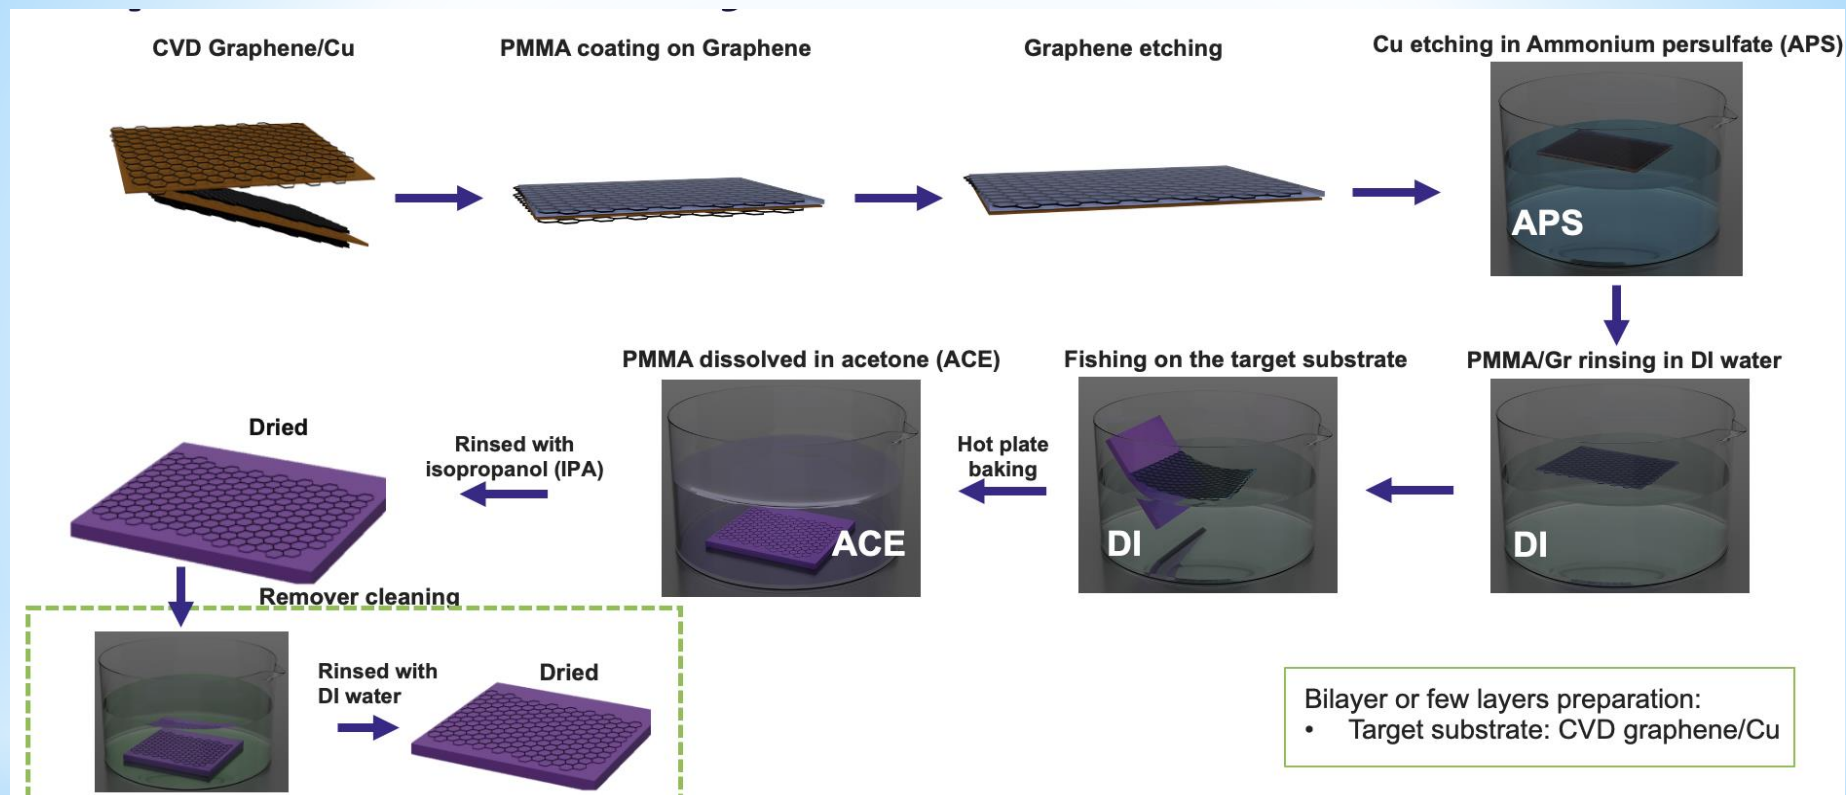 CVD Graphene/Cu
PMMA coating on Graphene
Graphene etching
Cu etching in Ammonium persulfate (APS)
APS
PMMA/Gr rinsing in DI water
DI
Fishing on the target substrate
DI
Hot plate
baking
PMMA dissolved in acetone (ACE)
ACE
Rinsed with
isopropanol (IPA)
Dried
Remover cleaning
Rinsed with
DI water
Dried
Bilayer or few layers preparation:
• Target substrate: CVD graphene/Cu